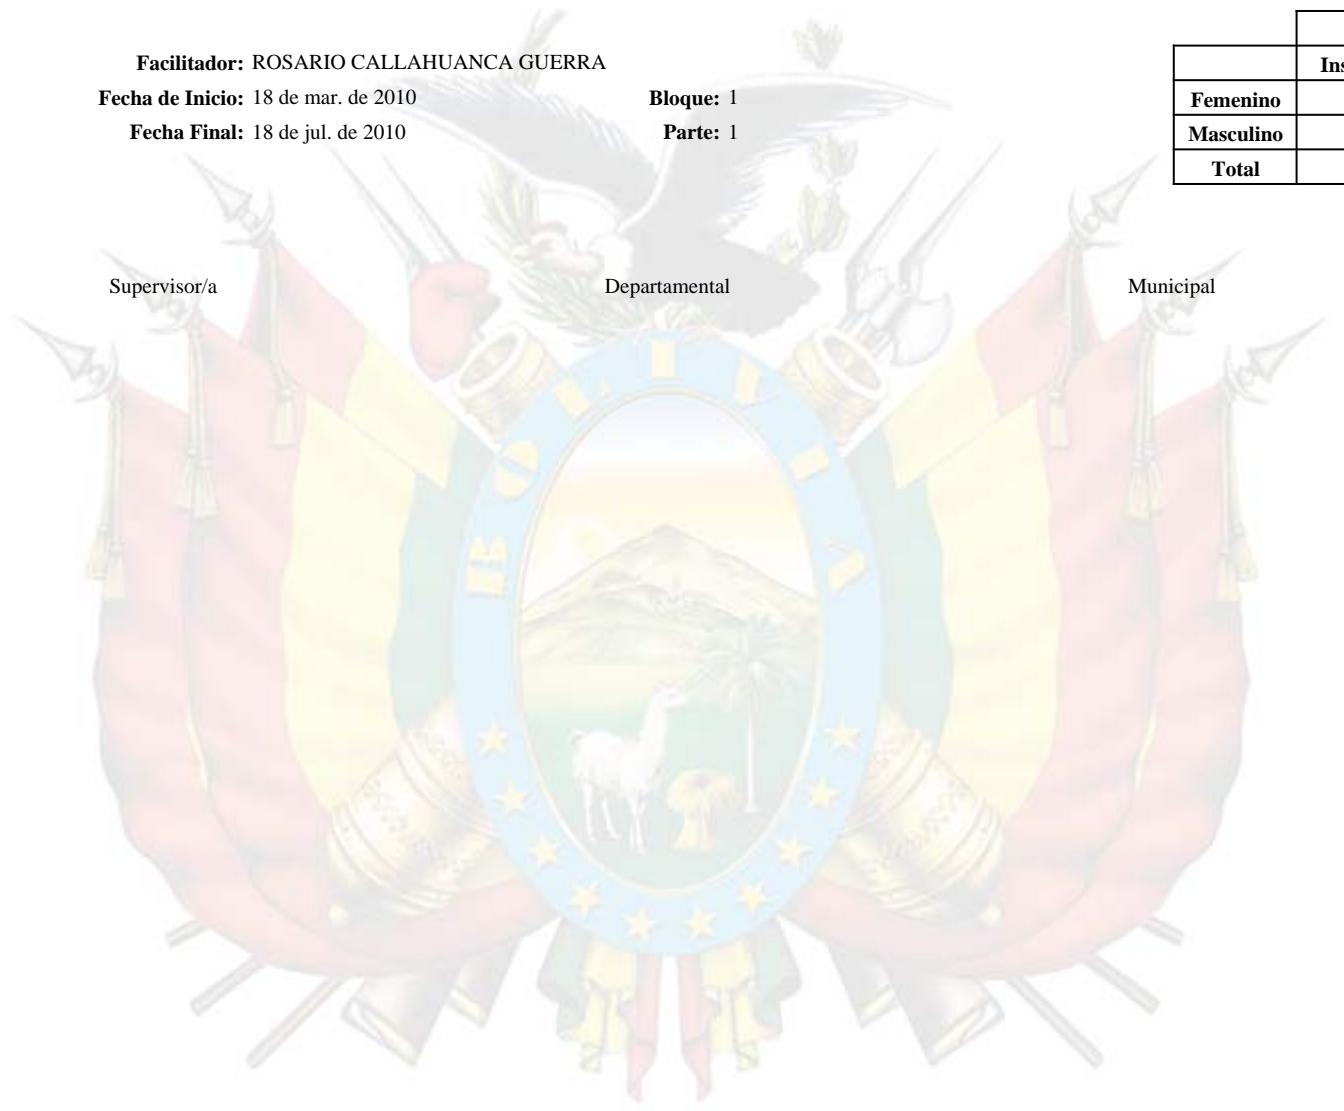 Facilitador: ROSARIO CALLAHUANCA GUERRA
Fecha de Inicio: 18 de mar. de 2010 Bloque: 1
Fecha Final: 18 de jul. de 2010 Parte: 1
Femenino
Masculino
Total
Supervisor/a Departamental Municipal
BOLIVIA